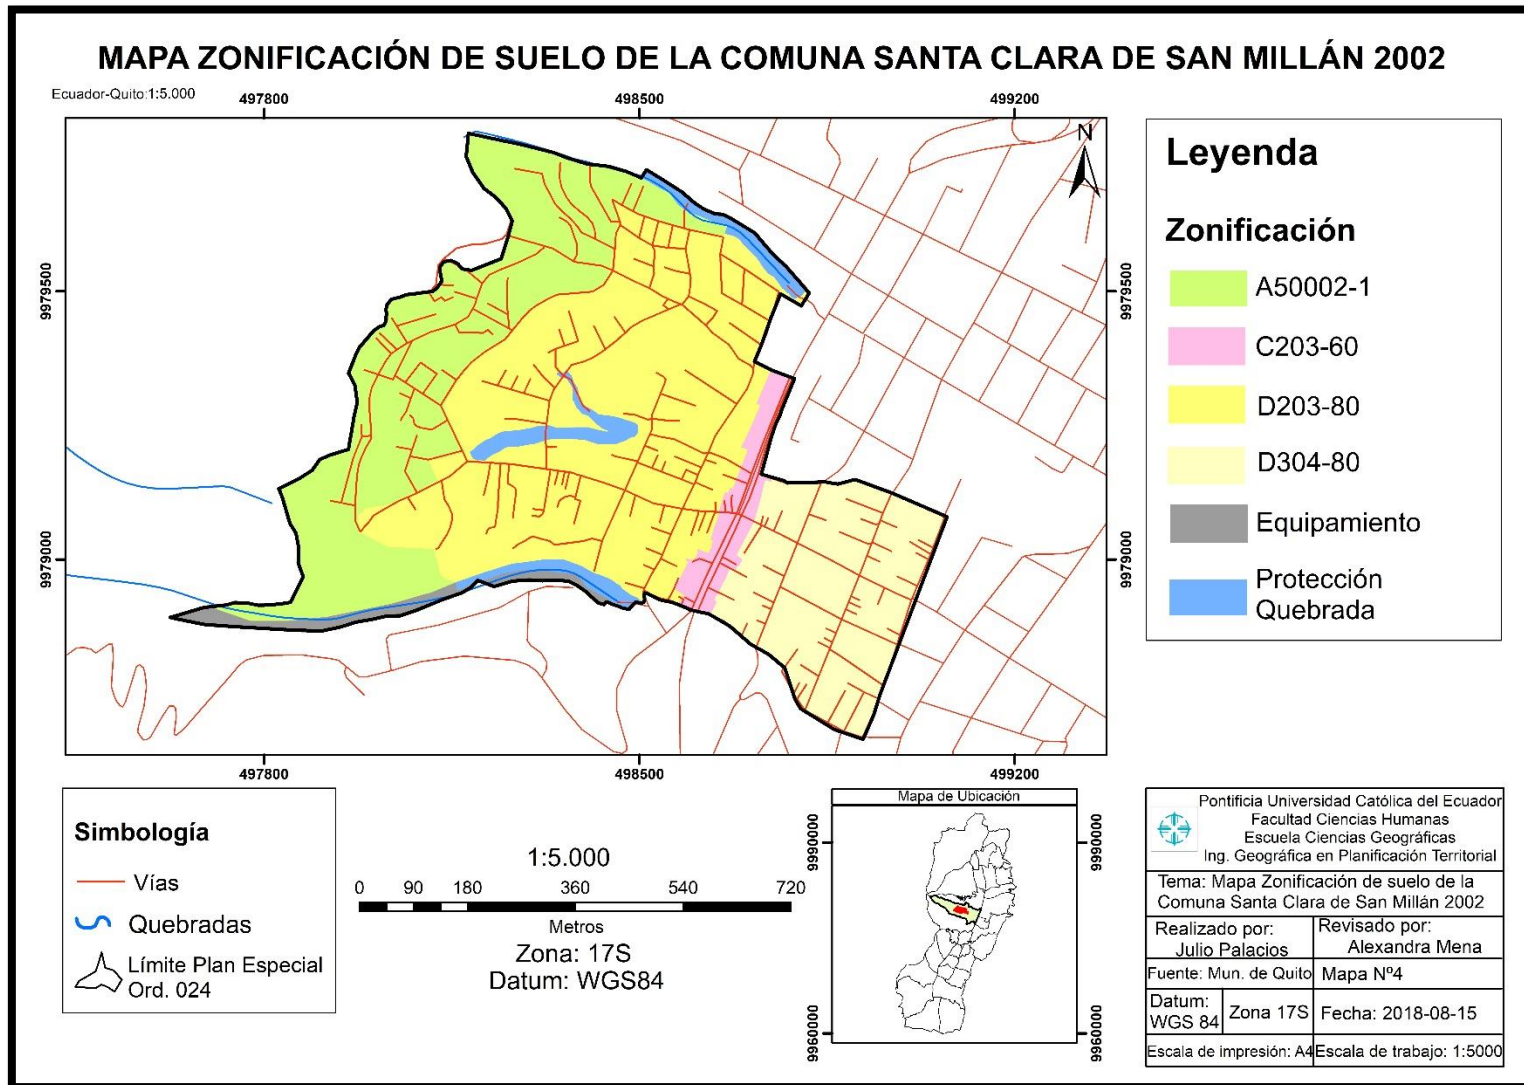 MAPA ZONIFICACIÓN DE SUELO DE LA COMUNA SANTA CLARA DE SAN MILLÁN 2002
Ecuador-Quito:1:5.000
497800
498500
499200
N
9979500
9979500
9979000
9979000
497800
498500
499200
Leyenda
Zonificación
A50002-1
C203-60
D203-80
D304-80
Equipamiento
Protección
Quebrada
Simbología
Vías
Quebradas
Límite Plan Especial
Ord. 024
1:5.000
0 90 180 360 540 720
Metros
Zona: 17S
Datum: WGS84
Mapa de Ubicación
9990000
9990000
9960000
9960000
Pontificia Universidad Católica del Ecuador
Facultad Ciencias Humanas
Escuela Ciencias Geográficas
Ing. Geográfica en Planificación Territorial
Tema: Mapa Zonificación de suelo de la
Comuna Santa Clara de San Millán 2002
Realizado por:
Julio Palacios
Revisado por:
Alexandra Mena
Fuente: Mun. de Quito
Mapa Nº4
Datum:
WGS 84
Zona 17S
Fecha: 2018-08-15
Escala de impresión: A4
Escala de trabajo: 1:5000